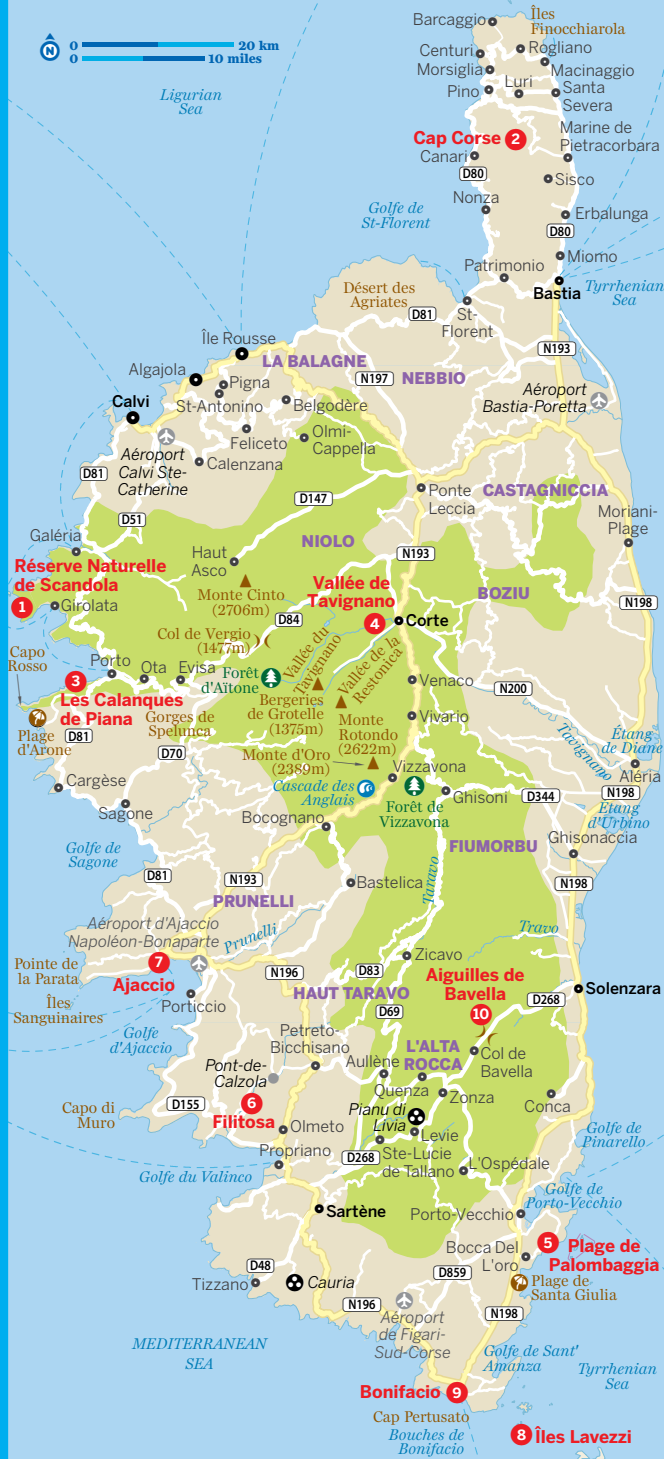 Barcaggio
Îles
Finocchiarola
N
0 20 km
0 10 miles
Centuri
Rogliano
Morsiglia
Macinaggio
Pino
Luri
Santa
Severa
Ligurian
Sea
Cap Corse 2
Marine de
Pietracorbara
Canari
D80
Sisco
Nonza
Golfe de
St-Florent
Erbalunga
D80
Miomo
Patrimonio
Bastia
Tyrrhenian
Sea
Désert des
Agriates
D81
St-
Florent
Île Rousse
N193
LA BALAGNE
Algajola
Pigna
N197
NEBBIO
Aéroport
Bastia-Poretta
Calvi
St-Antonino
Belgodère
Feliceto
Olmi-
Cappella
Aéroport
Calvi Ste-
Catherine
Calenzana
D81
Ponte
Leccia
CASTAGNICCIA
D147
D51
Moriani-
Plage
Galéria
NIOLO
Haut
Asco
N193
Réserve Naturelle
de Scandola
1
Girolata
Monte Cinto
(2706m)
Vallée de
Tavignano
4
BOZIU
N198
D84
Corte
Col de Vergio
(1477m)
Vallée du
Tavignano
Vallée de la
Restonica
Capo
Rosso
Porto
Ota
Evisa
3
Les Calanques
de Piana
Forêt
d'Aïtone
Bergeries
de Grotelle
(1375m)
Venaco
N200
Plage
d'Arone
D81
Gorges de
Spelunca
Monte
Rotondo
(2622m)
Vivario
Tavignano
Étang
de Diane
D70
Monte d'Oro
(2389m)
Vizzavona
Aléria
Cargèse
Cascade des
Anglais
Forêt de
Vizzavona
Ghisoni
D344
N198
Étang
d'Urbino
Sagone
Bocognano
Golfe de
Sagone
FIUMORBU
Ghisonaccia
D81
N193
Bastelica
Taravo
N198
PRUNELLI
Aéroport d'Ajaccio
Napoléon-Bonaparte
Prunelli
Travo
Pointe de
la Parata
7
Ajaccio
N196
D83
Zicavo
Aiguilles de
Bavella
10
D268
Solenzara
Îles
Sanguinaires
Porticcio
HAUT TARAVO
D69
Golfe
d'Ajaccio
Petreto-
Bicchisano
L'ALTA
ROCCA
Col de
Bavella
Pont-de-
Calzola
Aullène
Quenza
Zonza
Conca
Capo di
Muro
D155
6
Filitosa
Pianu di
Livia
Levie
Golfe de
Pinarello
Olmeto
Propriano
D268
Ste-Lucie
de Tallano
L'Ospédale
Golfe du Valinco
Golfe de
Porto-Vecchio
Sartène
Porto-Vecchio
5 Plage de
Palombaggia
Bocca Del
L'oro
D48
Tizzano
Cauria
D859
Plage de
Santa Giulia
N196
Aéroport
de Figari-
Sud-Corse
N198
MEDITERRANEAN
SEA
Golfe de Sant'
Amanza
Tyrrhenian
Sea
Bonifacio 9
Cap Pertusato
Bouches de
Bonifacio
8 Îles Lavezzi